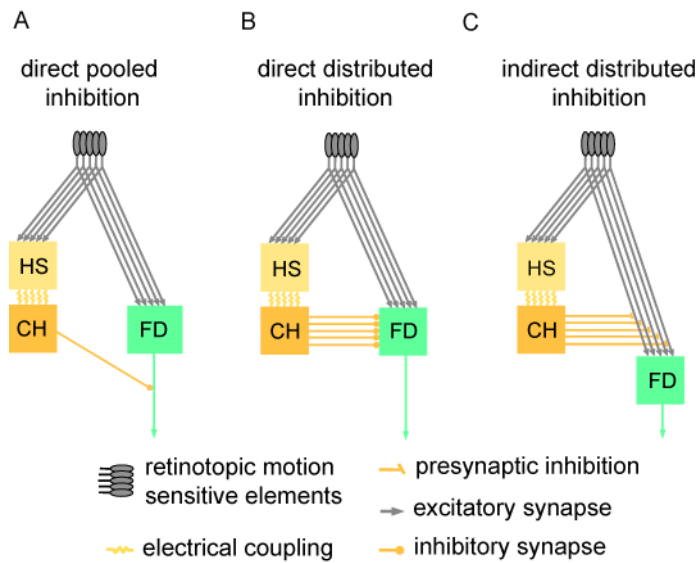 A
B
C
direct pooled
inhibition
direct distributed
inhibition
indirect distributed
inhibition
HS
CH
FD
HS
CH
FD
HS
CH
FD
retinotopic motion
sensitive elements
electrical coupling
presynaptic inhibition
excitatory synapse
inhibitory synapse